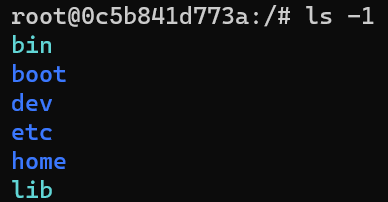 root@0c5b841d773a:/# ls -1
bin
boot
dev
etc
home
lib